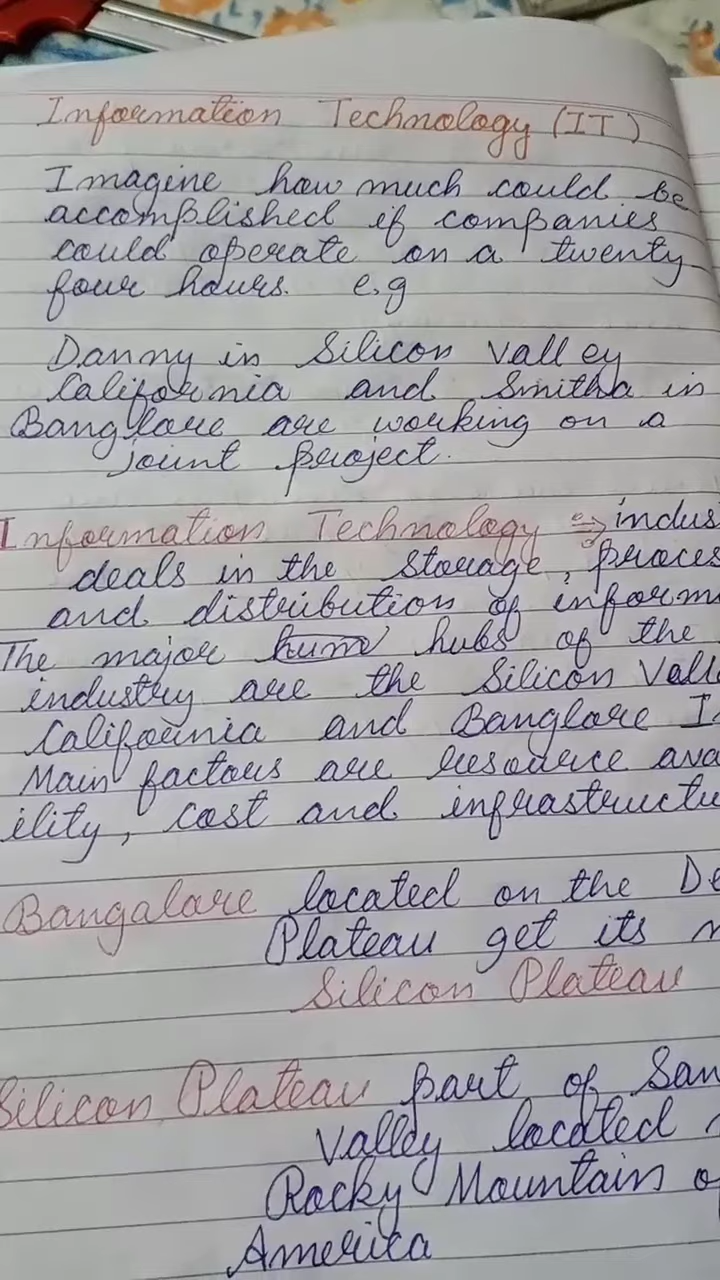 Information Technology (IT)
Imagine how much could be
accomplished if companies
could operate on a twenty
four hours. e.g
Danny in Silicon Valley
California and Smitha in
Banglore are working on a
joint project.
Information Technology ⇒ indus
deals in the storage, proces
and distribution of inform
The major hubs of the
industry are the Silicon Vall
California and Banglore I
Main factors are resource ava
ility, cost and infrastructu
Bangalore located on the De
Plateau get its n
Silicon Plateau
Silicon Plateau part of San
Valley located
Rocky Mountain o
America